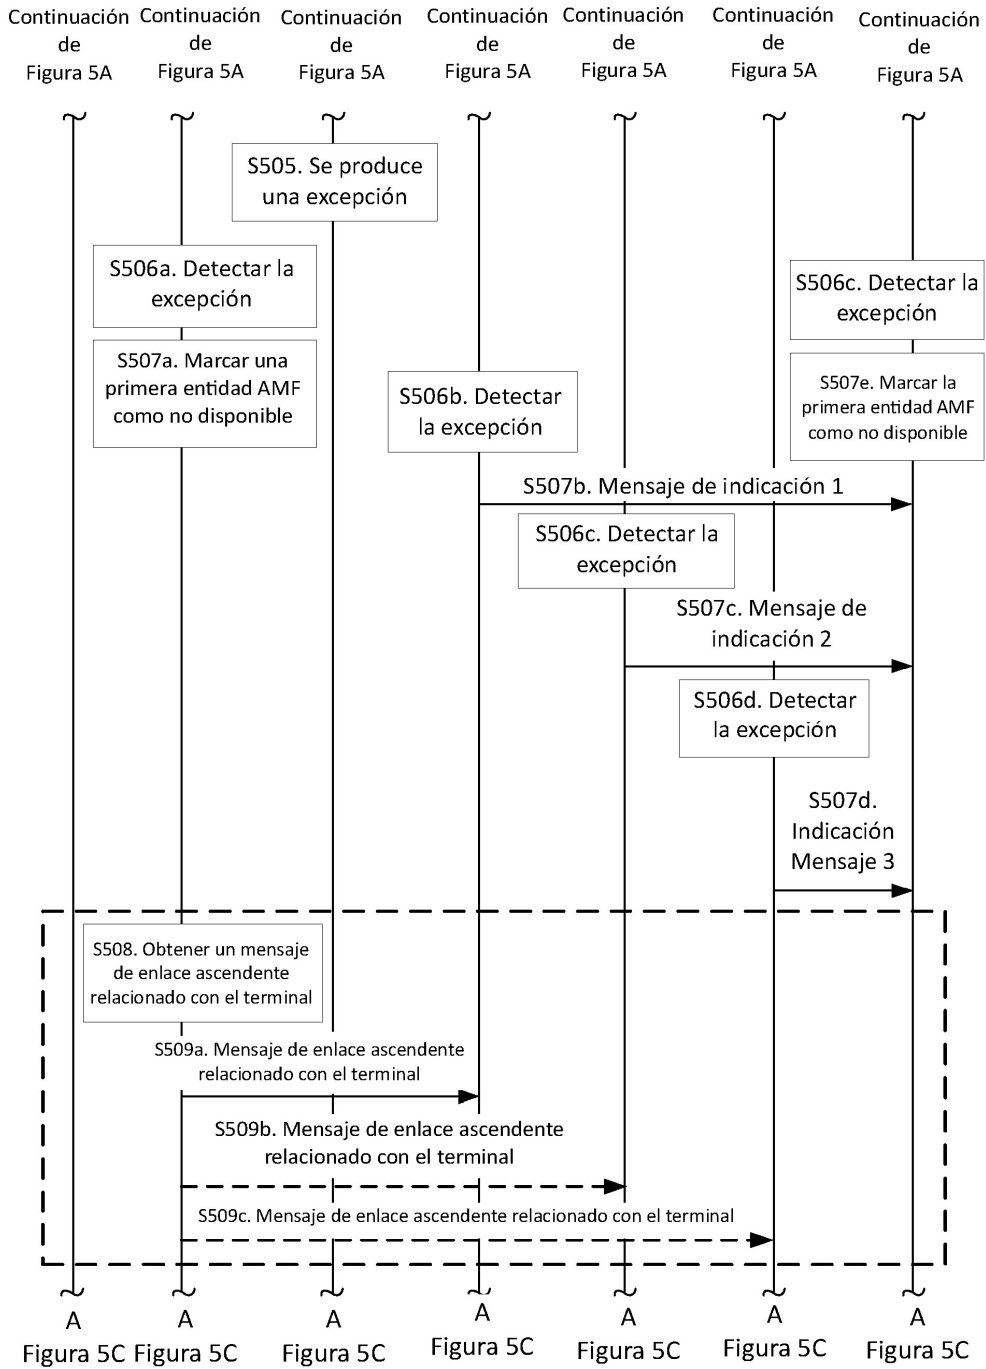 Continuación Continuación Continuación Continuación Continuación Continuación Continuación
de de de de de de de
Figura 5A Figura 5A Figura 5A Figura 5A Figura 5A Figura 5A Figura 5A
S505. Se produce
una excepción
S506a. Detectar la
excepción
S506c. Detectar la
excepción
S507a. Marcar una
primera entidad AMF
como no disponible
S506b. Detectar
la excepción
S507e. Marcar la
primera entidad AMF
como no disponible
S507b. Mensaje de indicación 1
S506c. Detectar la
excepción
S507c. Mensaje de
indicación 2
S506d. Detectar
la excepción
S507d.
Indicación
Mensaje 3
S508. Obtener un mensaje
de enlace ascendente
relacionado con el terminal
S509a. Mensaje de enlace ascendente
relacionado con el terminal
S509b. Mensaje de enlace ascendente
relacionado con el terminal
S509c. Mensaje de enlace ascendente relacionado con el terminal
A A A A A A A
Figura 5C Figura 5C Figura 5C Figura 5C Figura 5C Figura 5C Figura 5C